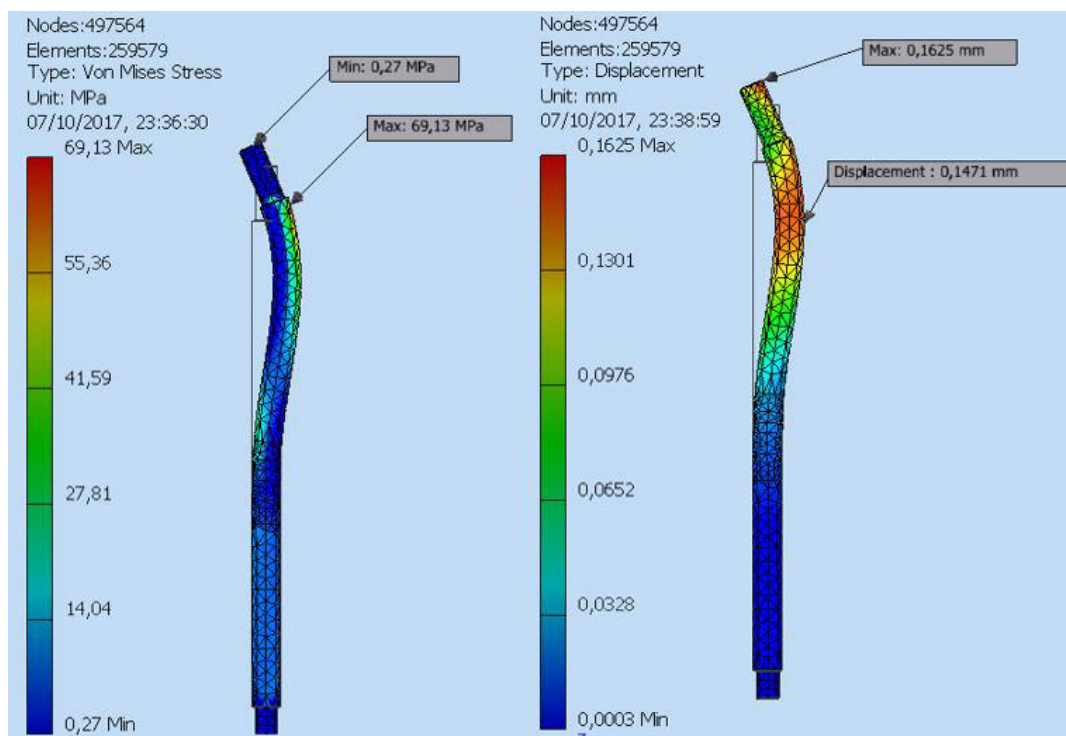 Nodes:497564
Elements:259579
Type: Von Mises Stress
Unit: MPa
07/10/2017, 23:36:30
69,13 Max
55,36
41,59
27,81
14,04
0,27 Min
Min: 0,27 MPa
Max: 69,13 MPa
Nodes:497564
Elements:259579
Type: Displacement
Unit: mm
07/10/2017, 23:38:59
0,1625 Max
0,1301
0,0976
0,0652
0,0328
0,0003 Min
Max: 0,1625 mm
Displacement : 0,1471 mm